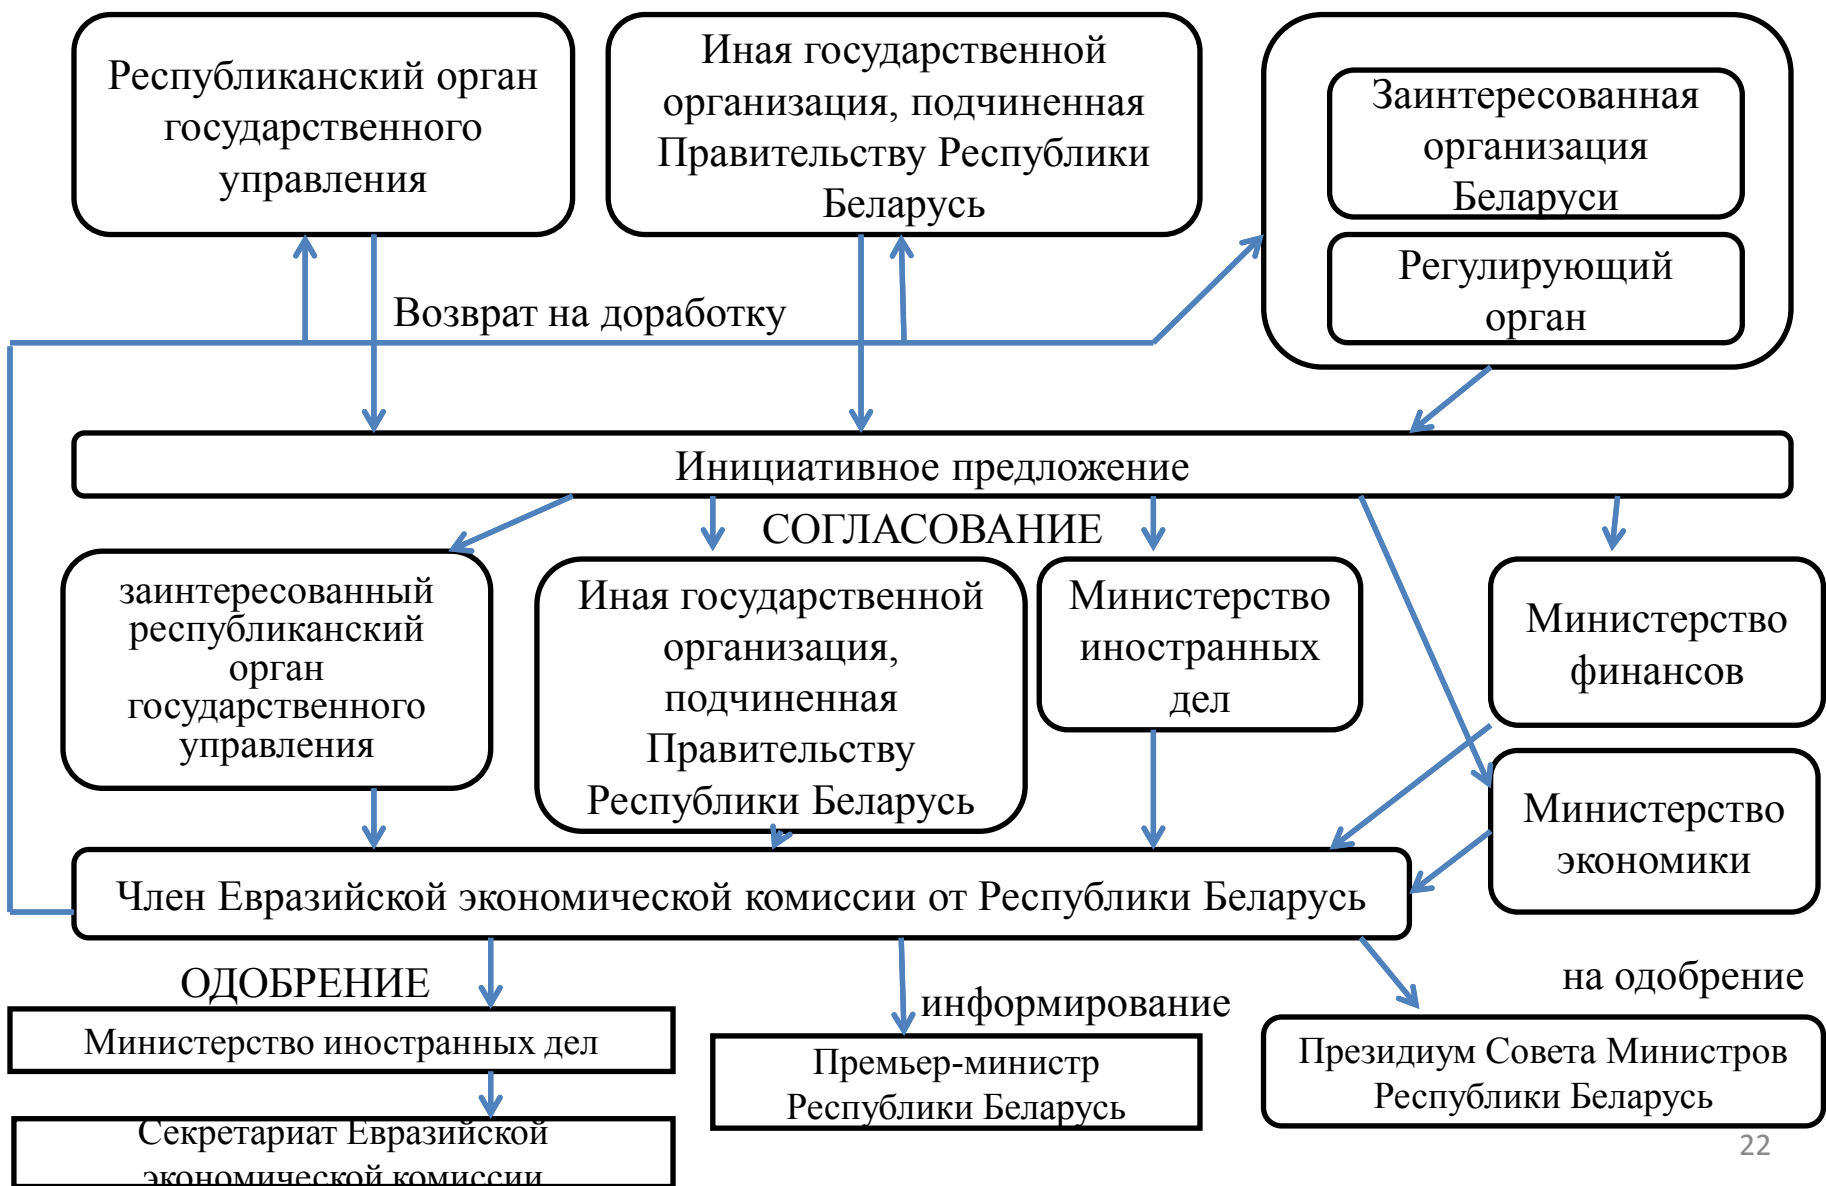 Республиканский орган
государственного
управления
Иная государственной
организация, подчиненная
Правительству Республики
Беларусь
Заинтересованная
организация
Беларуси
Регулирующий
орган
Возврат на доработку
Инициативное предложение
СОГЛАСОВАНИЕ
заинтересованный
республиканский
орган
государственного
управления
Иная государственной
организация,
подчиненная
Правительству
Республики Беларусь
Министерство
иностранных
дел
Министерство
финансов
Министерство
экономики
Член Евразийской экономической комиссии от Республики Беларусь
ОДОБРЕНИЕ
информирование
на одобрение
Министерство иностранных дел
Премьер-министр
Республики Беларусь
Президиум Совета Министров
Республики Беларусь
Секретариат Евразийской
экономической комиссии
22